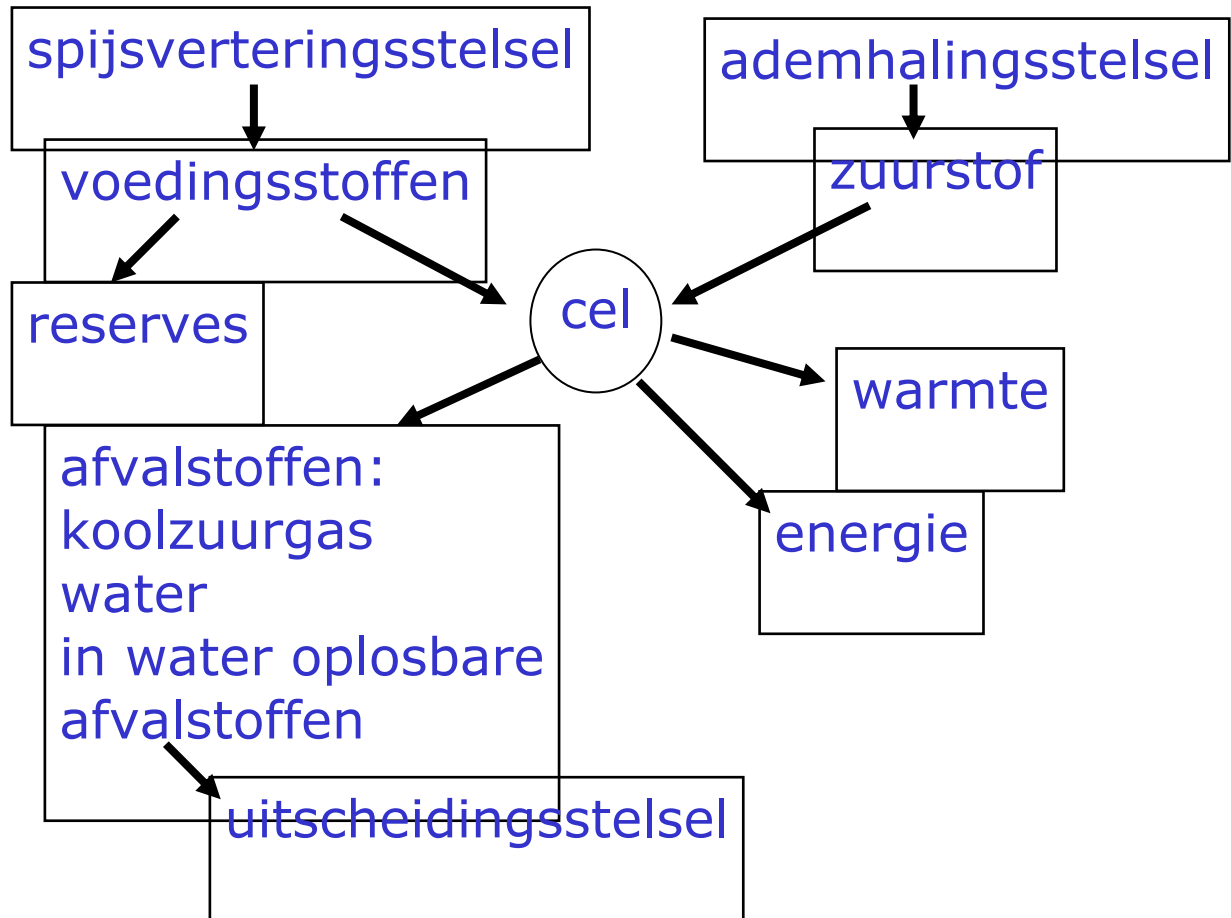 spijsverteringsstelsel
ademhalingsstelsel
voedingsstoffen
zuurstof
reserves
cel
warmte
energie
afvalstoffen:
koolzuurgas
water
in water oplosbare
afvalstoffen
uitscheidingsstelsel